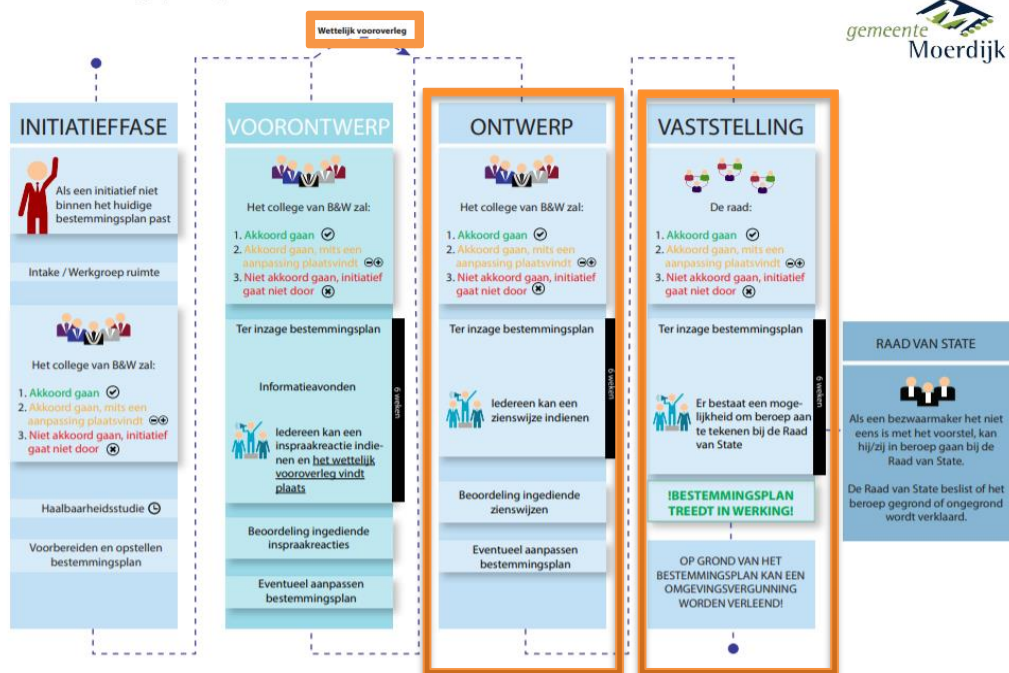 Wettelijk vooroverleg
gemeente
Moerdijk
INITIATIEFFASE
Als een initiatief niet
binnen het huidige
bestemmingsplan past
Intake / Werkgroep ruimte
Het college van B&W zal:
1. Akkoord gaan
2. Akkoord gaan, mits een
aanpassing plaatsvindt
3. Niet akkoord gaan, initiatief
gaat niet door
Haalbaarheidsstudie
Voorbereiden en opstellen
bestemmingsplan
VOORONTWERP
Het college van B&W zal:
1. Akkoord gaan
2. Akkoord gaan, mits een
aanpassing plaatsvindt
3. Niet akkoord gaan, initiatief
gaat niet door
Ter inzage bestemmingsplan
Informatieavonden
Iedereen kan een
inspraakreactie indie-
nen en het wettelijk
vooroverleg vindt
plaats
6 weken
Beoordeling ingediende
inspraakreacties
Eventueel aanpassen
bestemmingsplan
ONTWERP
Het college van B&W zal:
1. Akkoord gaan
2. Akkoord gaan, mits een
aanpassing plaatsvindt
3. Niet akkoord gaan, initiatief
gaat niet door
Ter inzage bestemmingsplan
Iedereen kan een
zienswijze indienen
6 weken
Beoordeling ingediende
zienswijzen
Eventueel aanpassen
bestemmingsplan
VASTSTELLING
De raad:
1. Akkoord gaan
2. Akkoord gaan, mits een
aanpassing plaatsvindt
3. Niet akkoord gaan, initiatief
gaat niet door
Ter inzage bestemmingsplan
Er bestaat een moge-
lijkheid om beroep aan
te tekenen bij de Raad
van State
6 weken
!BESTEMMINGSPLAN
TREEDT IN WERKING!
OP GROND VAN HET
BESTEMMINGSPLAN KAN EEN
OMGEVINGSVERGUNNING
WORDEN VERLEEND!
RAAD VAN STATE
Als een bezwaarmaker het niet
eens is met het voorstel, kan
hij/zij in beroep gaan bij de
Raad van State.
De Raad van State beslist of het
beroep gegrond of ongegrond
wordt verklaard.